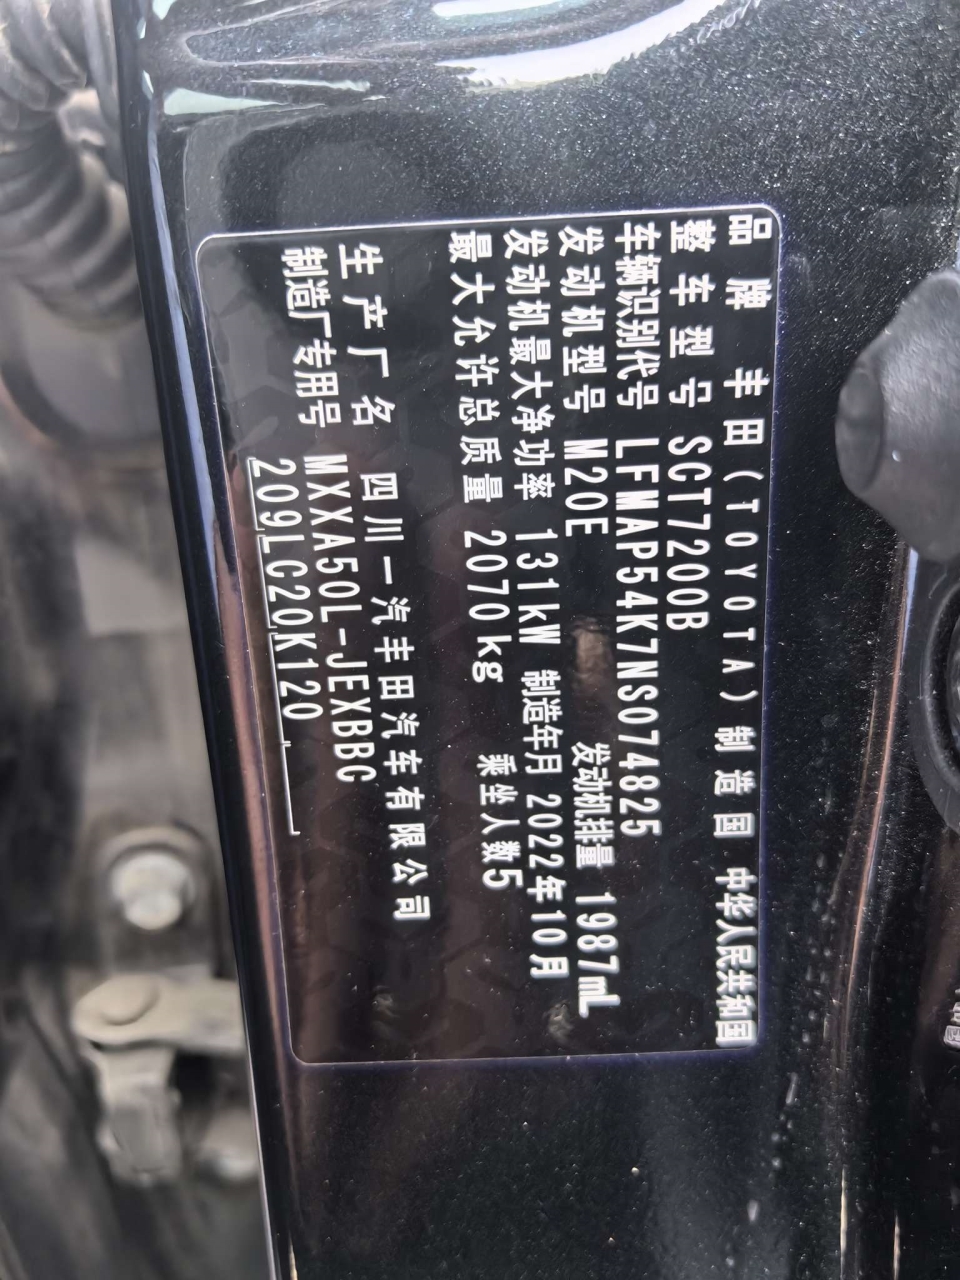 品牌 丰田(TOYOTA) 制造国 中华人民共和国
整车型号 SCT7200B
车辆识别代号 LFMAP54K7NS074825
发动机型号 M20E 发动机排量 1987mL
发动机最大净功率 131kW 制造年月 2022年10月
最大允许总质量 2070kg 乘坐人数5
生产厂名 四川一汽丰田汽车有限公司
制造厂专用号 MXXA50L-JEXBBC
209LC20K120